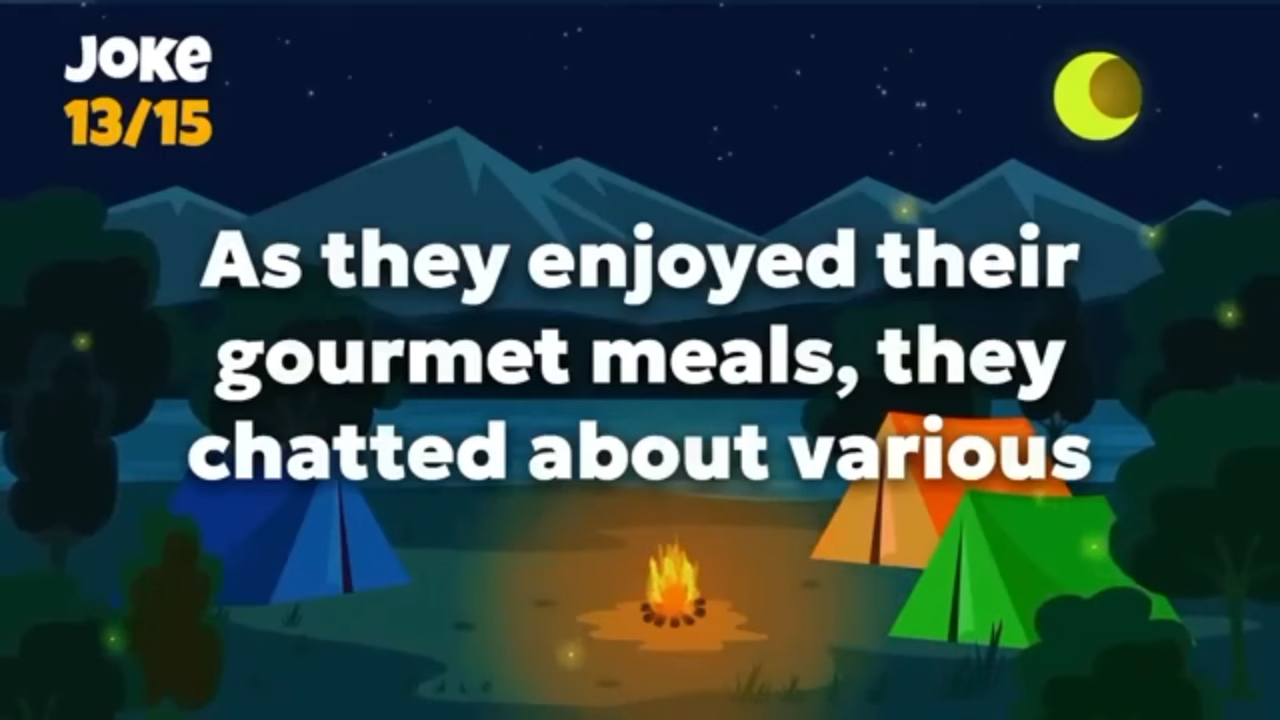 Joke
13/15
As they enjoyed their
gourmet meals, they
chatted about various